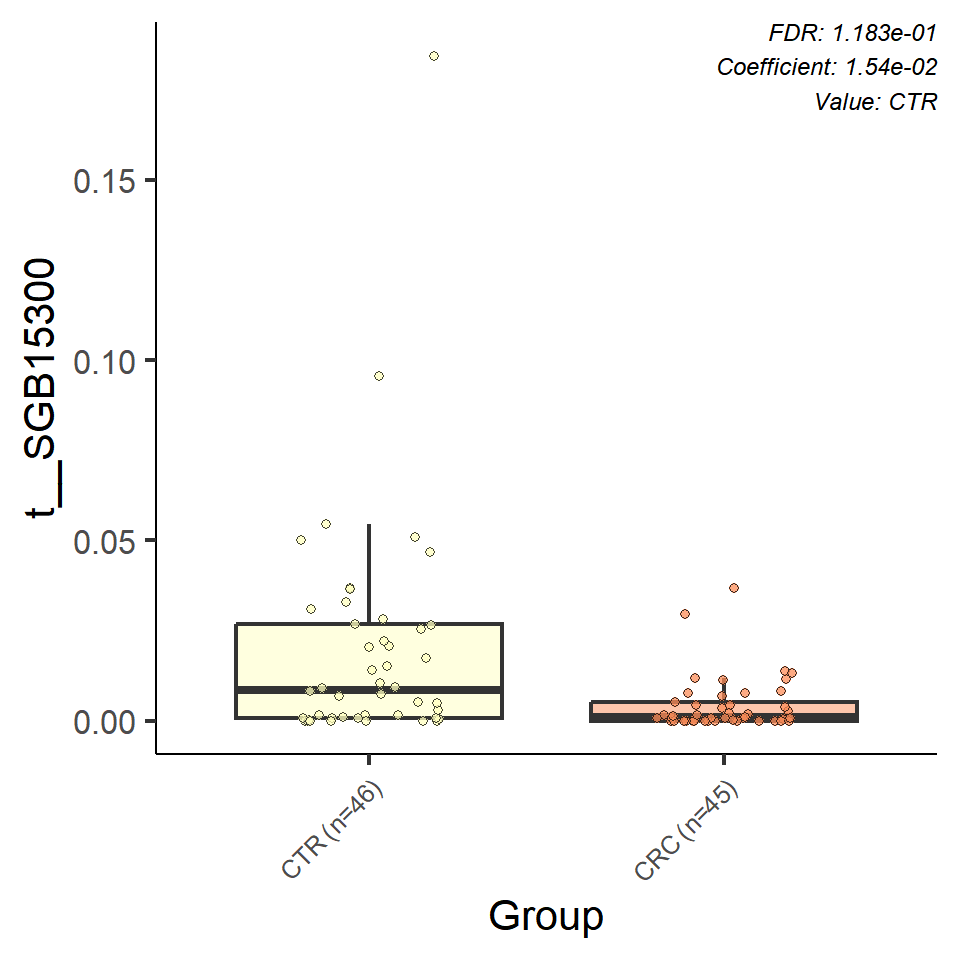 FDR: 1.183e-01
Coefficient: 1.54e-02
Value: CTR
t__SGB15300
0.15
0.10
0.05
0.00
CTR (n=46)
CRC (n=45)
Group